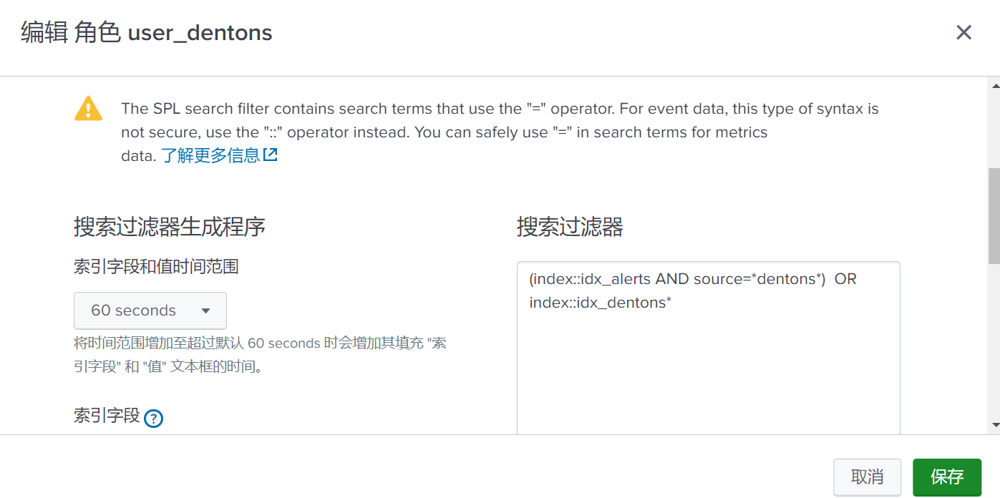 编辑 角色 user_dentons
The SPL search filter contains search terms that use the "=" operator. For event data, this type of syntax is
not secure, use the "::" operator instead. You can safely use "=" in search terms for metrics
data. 了解更多信息
搜索过滤器生成程序
搜索过滤器
索引字段和值时间范围
(index::idx_alerts AND source=*dentons*)  OR
index::idx_dentons*
60 seconds
将时间范围增加至超过默认 60 seconds 时会增加其填充 "索
引字段" 和 "值" 文本框的时间。
索引字段 ?
取消
保存